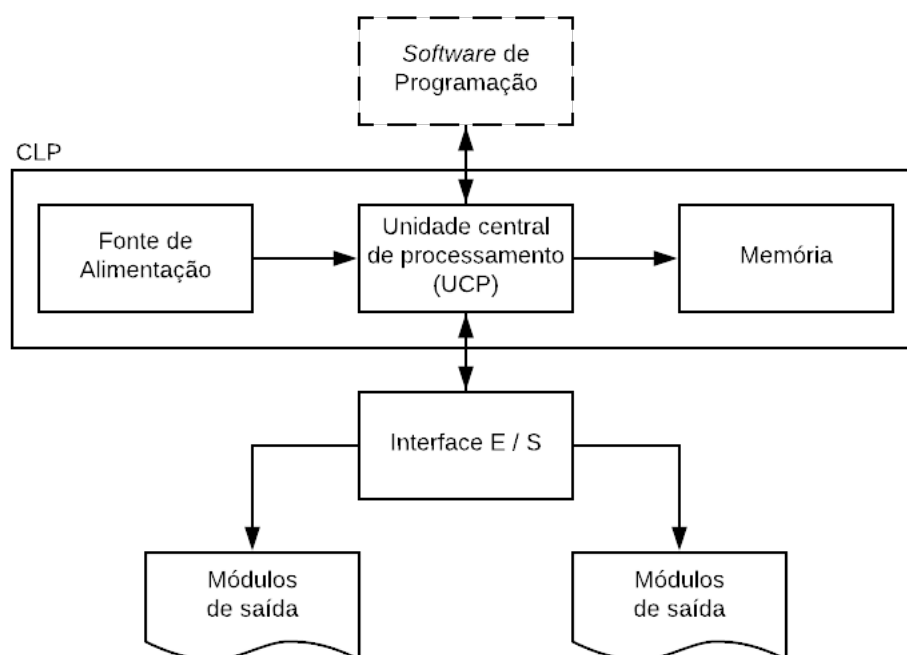 Software de
Programação
CLP
Fonte de
Alimentação
Unidade central
de processamento
(UCP)
Memória
Interface E / S
Módulos
de saída
Módulos
de saída